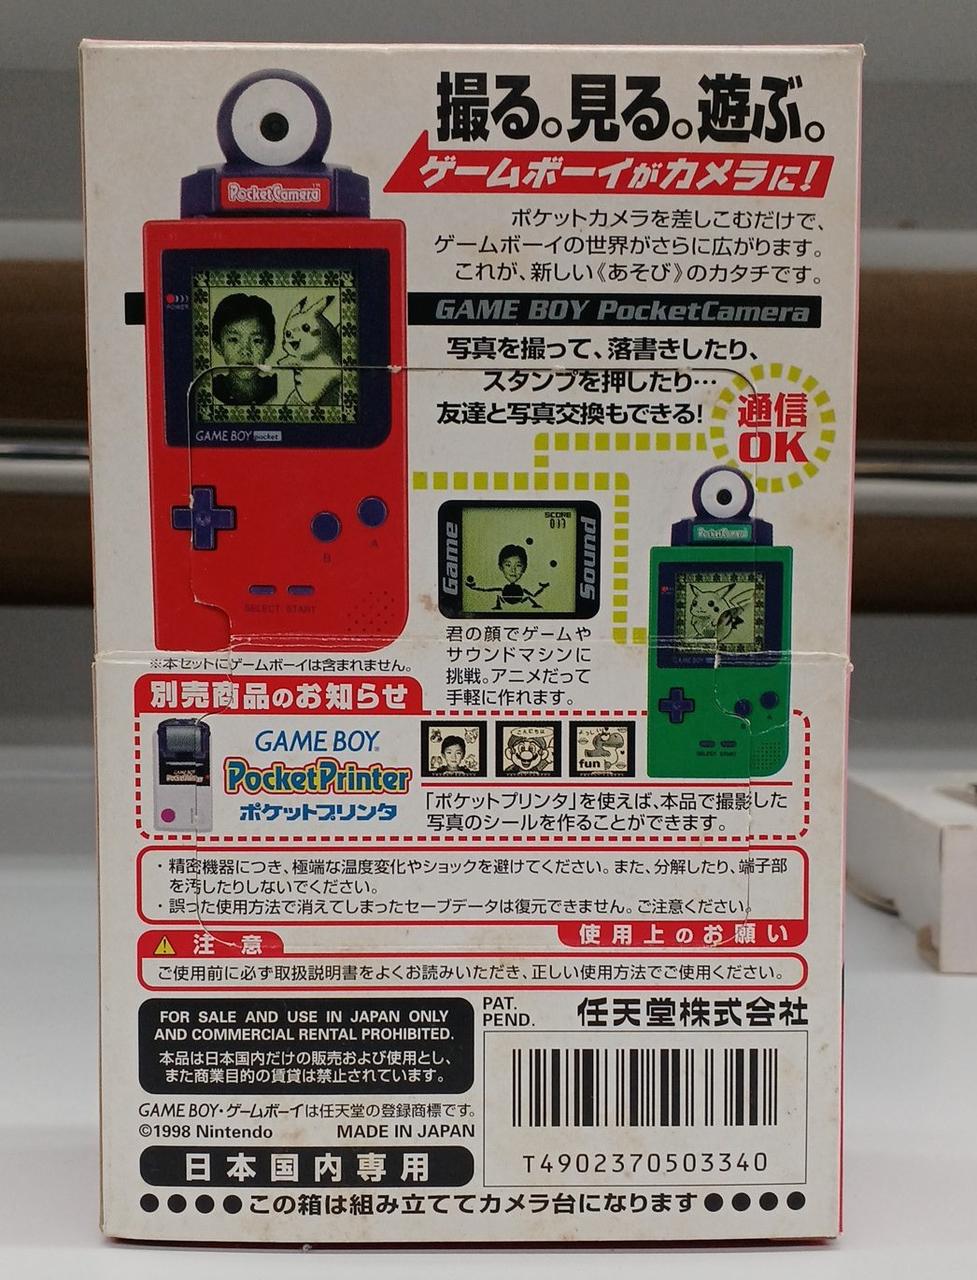 撮る。見る。遊ぶ。
ゲームボーイがカメラに!
PocketCamera™
ポケットカメラを差しこむだけで、
ゲームボーイの世界がさらに広がります。
これが、新しい《あそび》のカタチです。
GAME BOY PocketCamera
POWER
GAME BOY pocket
B
A
SELECT START
写真を撮って、落書きしたり、
スタンプを押したり…
友達と写真交換もできる!
通信
OK
Game
SCORE
Sound
PocketCamera
GAME BOY
SELECT START
君の顔でゲームや
サウンドマシンに
挑戦。アニメだって
手軽に作れます。
※本セットにゲームボーイは含まれません。
別売商品のお知らせ
GAME BOY®
PocketPrinter
ポケットプリンタ
こんにちは
fun
「ポケットプリンタ」を使えば、本品で撮影した
写真のシールを作ることができます。
・精密機器につき、極端な温度変化やショックを避けてください。また、分解したり、端子部
を汚したりしないでください。
・誤った使用方法で消えてしまったセーブデータは復元できません。ご注意ください。
使用上のお願い
注意
ご使用前に必ず取扱説明書をよくお読みいただき、正しい使用方法でご使用ください。
FOR SALE AND USE IN JAPAN ONLY
AND COMMERCIAL RENTAL PROHIBITED.
本品は日本国内だけの販売および使用とし、
また商業目的の賃貸は禁止されています。
PAT.
PEND.
任天堂株式会社
GAME BOY・ゲームボーイは任天堂の登録商標です。
©1998 Nintendo
MADE IN JAPAN
日本国内専用
T4902370503340
●●●●この箱は組み立ててカメラ台になります●●●●